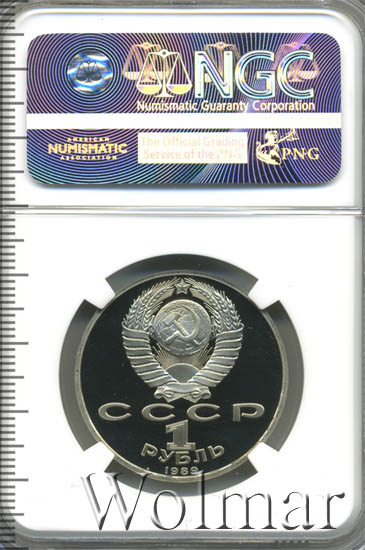 NGC
Numismatic Guaranty Corporation
AMERICAN
NUMISMATIC
ASSOCIATION
The Official Grading
Service of the PNG
PNG
СССР
1
РУБЛЬ
1989
Wolmar